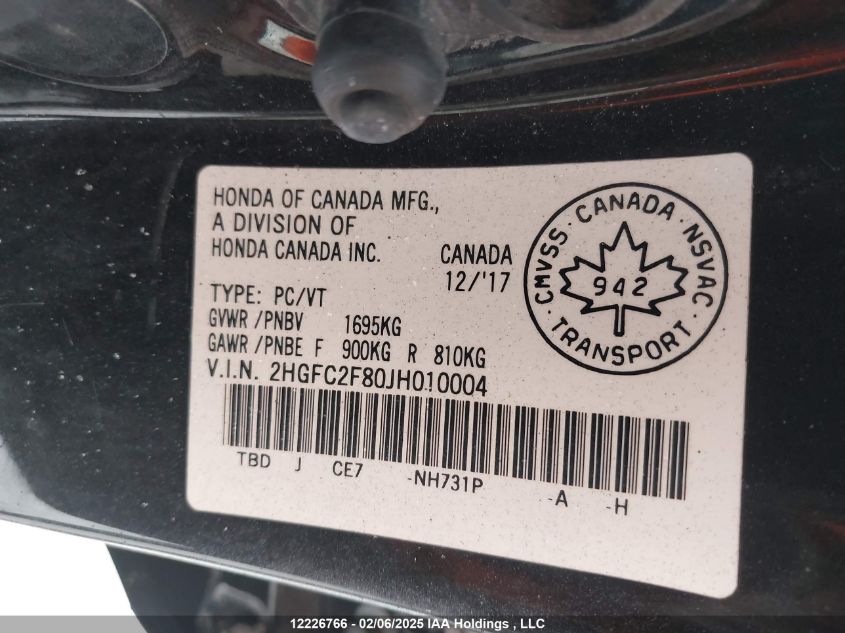 HONDA OF CANADA MFG.,
A DIVISION OF
HONDA CANADA INC.
CANADA
12/'17
TYPE: PC/VT
GVWR/PNBV 1695KG
GAWR/PNBE F 900KG R 810KG
V.I.N. 2HGFC2F80JH010004
TBD J CE7 -NH731P -A -H
CMVSS · CANADA · NSVAC · TRANSPORT ·
942
12226766 - 02/06/2025 IAA Holdings , LLC